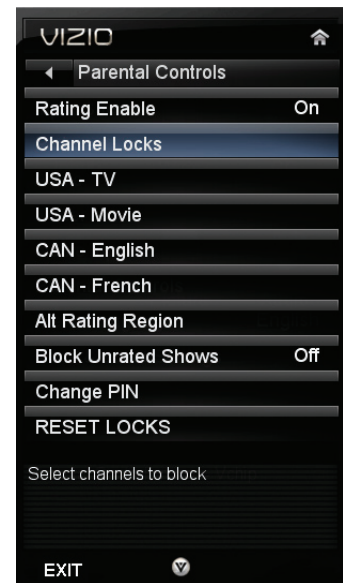 VIZIO
Parental Controls
Rating Enable On
Channel Locks
USA - TV
USA - Movie
CAN - English
CAN - French
Alt Rating Region
Block Unrated Shows Off
Change PIN
RESET LOCKS
Select channels to block
EXIT